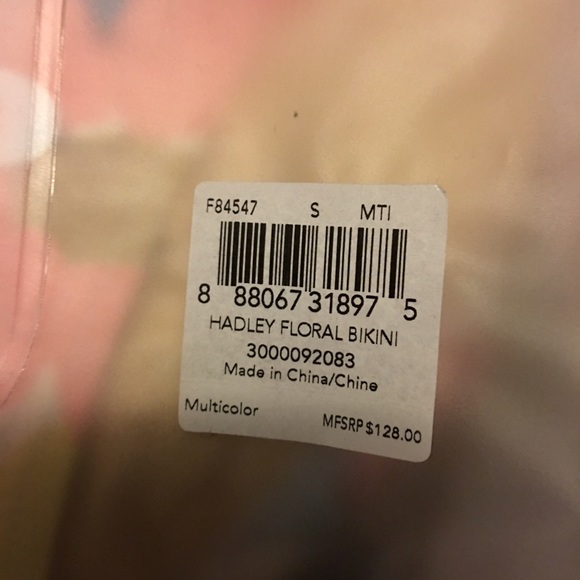 F84547 S MTI
8 88067 31897 5
HADLEY FLORAL BIKINI
3000092083
Made in China/Chine
Multicolor MFSRP $128.00